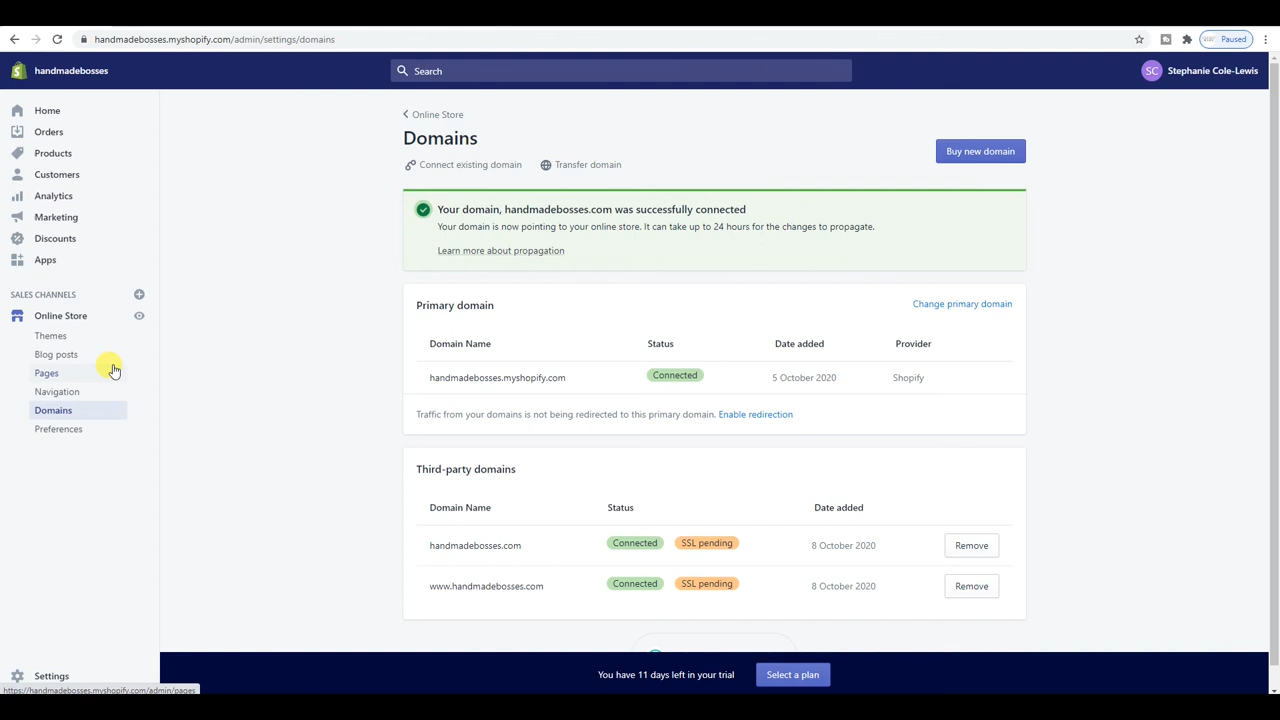 handmadebosses.myshopify.com/admin/settings/domains
Paused
handmadebosses
Search
SC
Stephanie Cole-Lewis
Home
Orders
Products
Customers
Analytics
Marketing
Discounts
Apps
SALES CHANNELS
Online Store
Themes
Blog posts
Pages
Navigation
Domains
Preferences
Settings
https://handmadebosses.myshopify.com/admin/pages
Online Store
Domains
Connect existing domain
Transfer domain
Buy new domain
Your domain, handmadebosses.com was successfully connected
Your domain is now pointing to your online store. It can take up to 24 hours for the changes to propagate.
Learn more about propagation
Primary domain
Change primary domain
Domain Name Status Date added Provider
handmadebosses.myshopify.com Connected 5 October 2020 Shopify
Traffic from your domains is not being redirected to this primary domain. Enable redirection
Third-party domains
Domain Name Status Date added
handmadebosses.com Connected SSL pending 8 October 2020 Remove
www.handmadebosses.com Connected SSL pending 8 October 2020 Remove
You have 11 days left in your trial
Select a plan